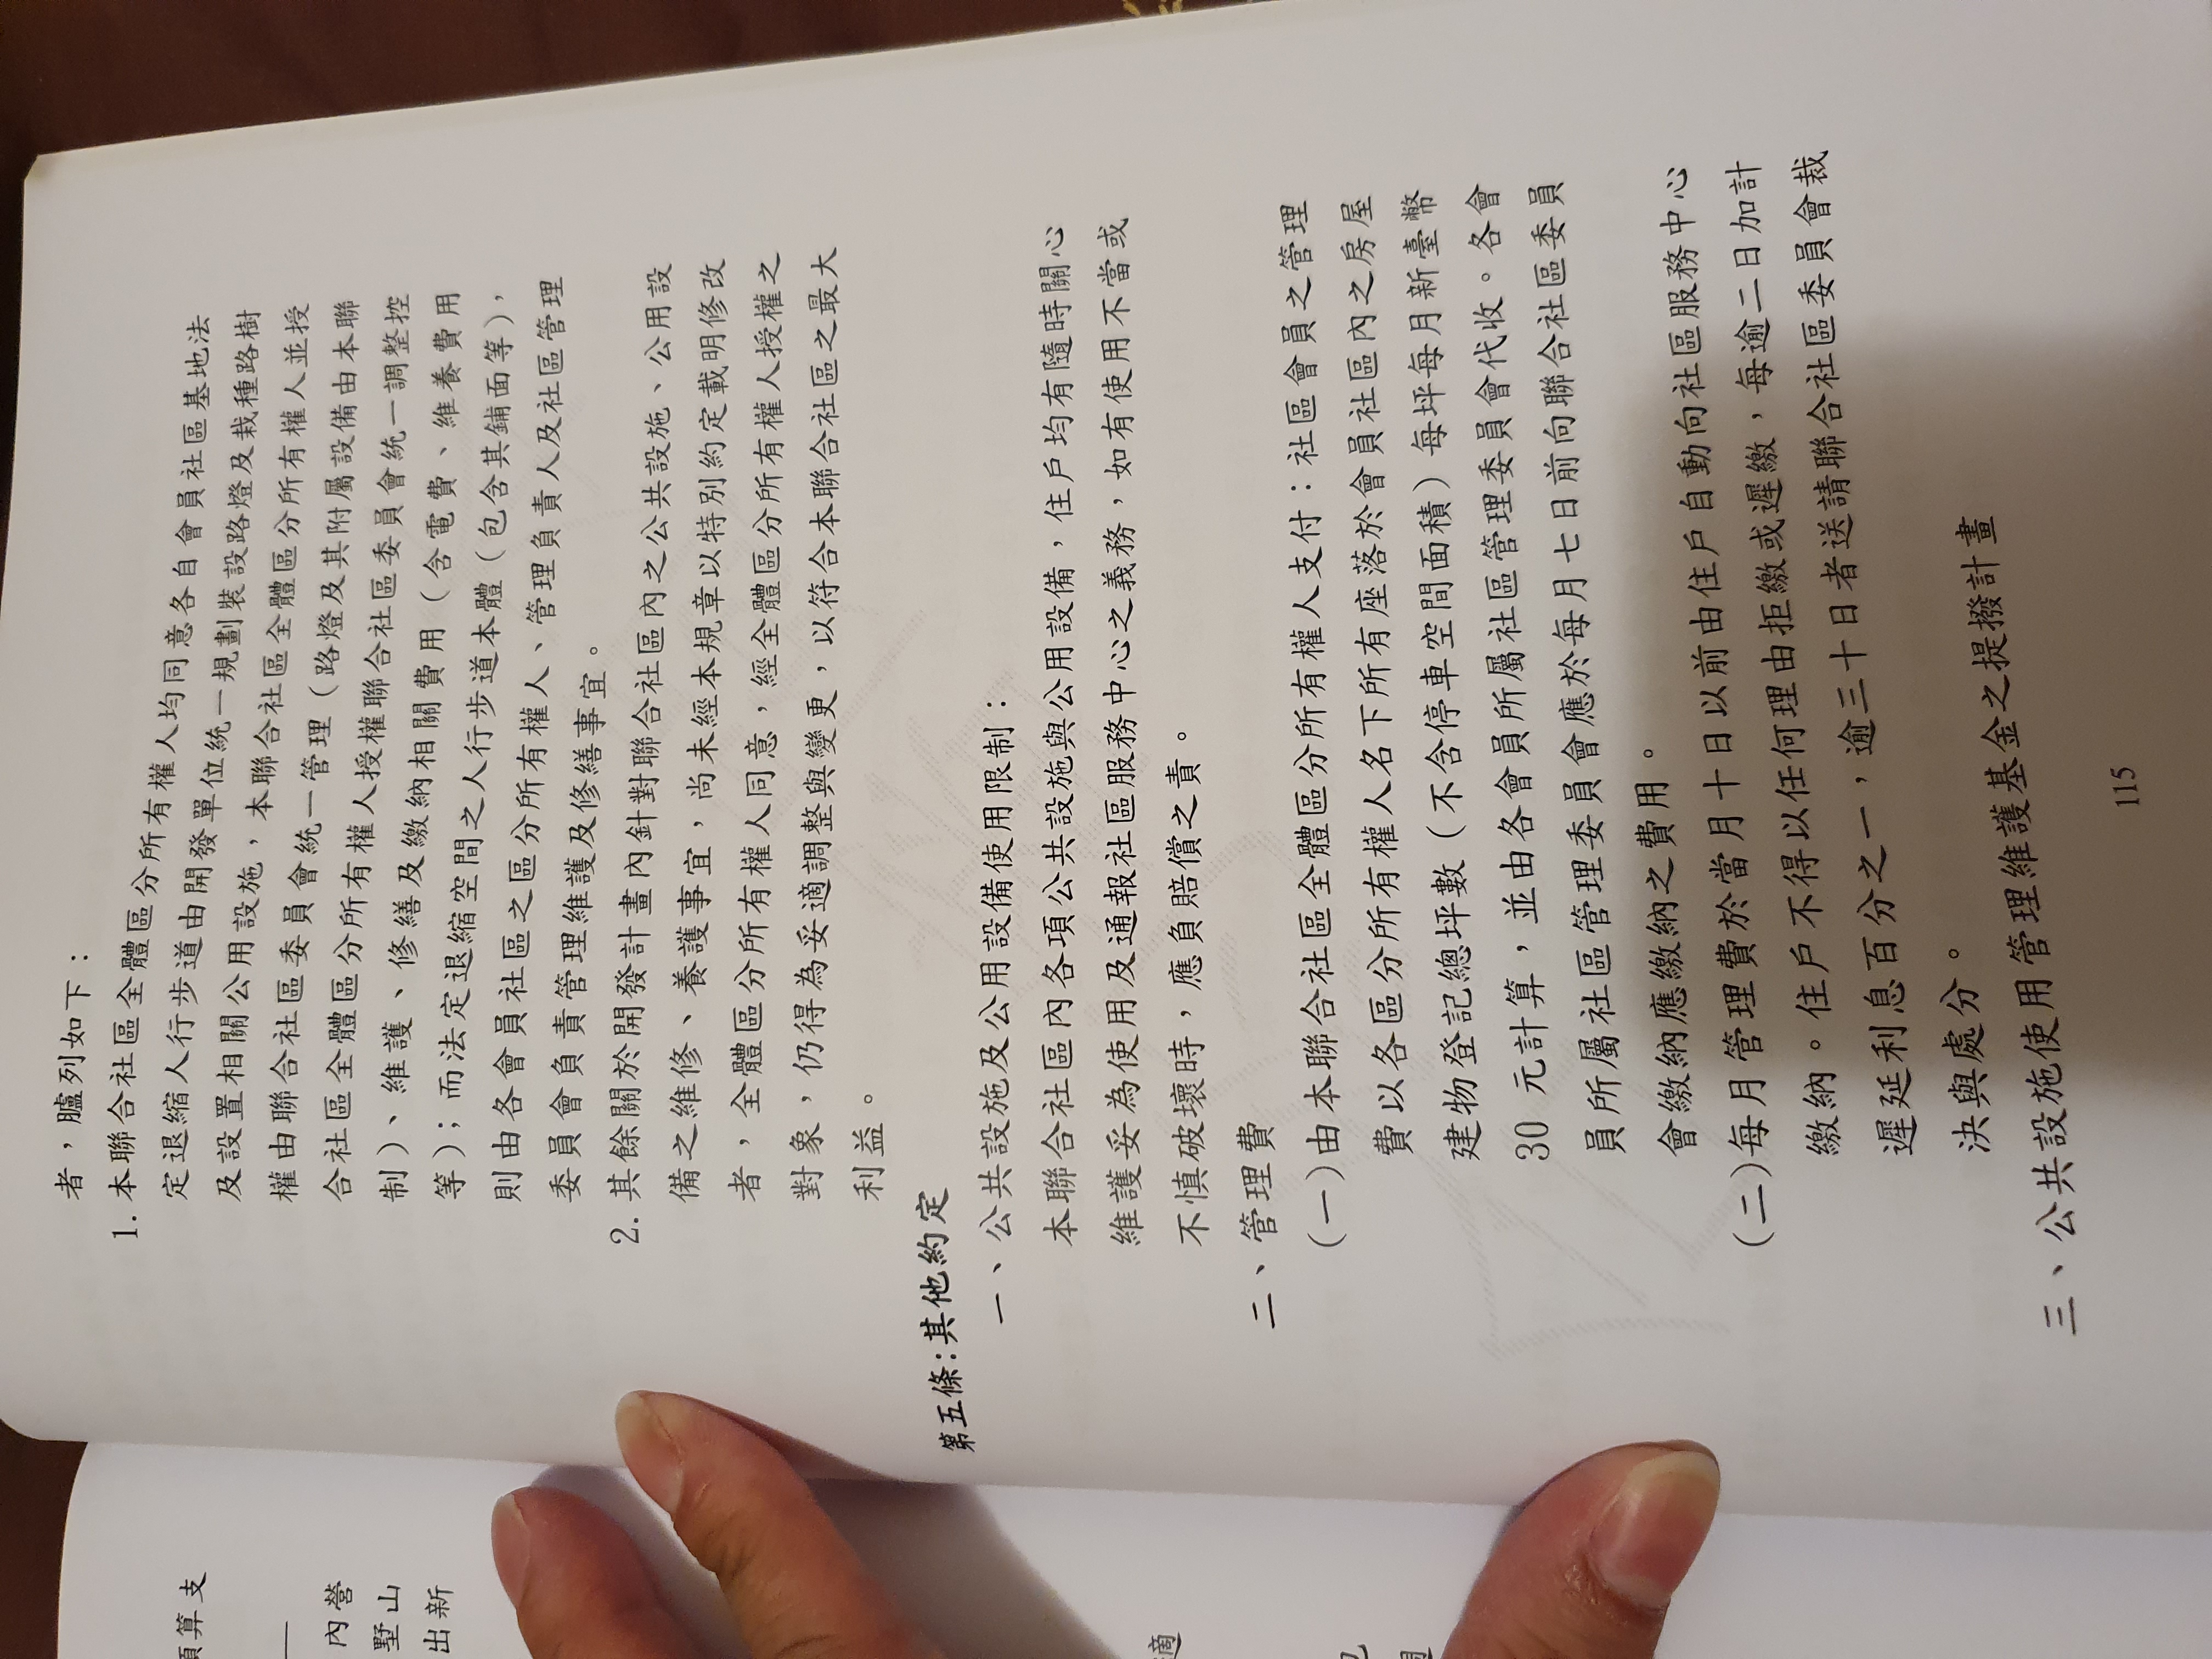 項算支
內營
墅山
出新
適
者，臚列如下：
1. 本聯合社區全體區分所有權人均同意各自會員社區基地法
定退縮人行步道由開發單位統一規劃裝設路燈及栽種路樹
及設置相關公用設施，本聯合社區全體區分所有權人並授
權由聯合社區委員會統一管理（路燈及其附屬設備由本聯
合社區全體區分所有權人授權聯合社區委員會統一調整控
制）、維護、修繕及繳納相關費用（含電費、維養費用
等）；而法定退縮空間之人行步道本體（包含其鋪面等），
則由各會員社區之區分所有權人、管理負責人及社區管理
委員會負責管理維護及修繕事宜。
2. 其餘關於開發計畫內針對聯合社區內之公共設施、公用設
備之維修、養護事宜，尚未經本規章以特別約定載明修改
者，全體區分所有權人同意，經全體區分所有權人授權之
對象，仍得為妥適調整與變更，以符合本聯合社區之最大
利益。
第五條：其他約定
一、公共設施及公用設備使用限制：
本聯合社區內各項公共設施與公用設備，住戶均有隨時關心
維護妥為使用及通報社區服務中心之義務，如有使用不當或
不慎破壞時，應負賠償之責。
二、管理費
（一）由本聯合社區全體區分所有權人支付：社區會員之管理
費以各區分所有權人名下所有座落於會員社區內之房屋
建物登記總坪數（不含停車空間面積）每坪每月新臺幣
30 元計算，並由各會員所屬社區管理委員會代收。各會
員所屬社區管理委員會應於每月七日前向聯合社區委員
會繳納應繳納之費用。
（二）每月管理費於當月十日以前由住戶自動向社區服務中心
繳納。住戶不得以任何理由拒繳或遲繳，每逾二日加計
遲延利息百分之一，逾三十日者送請聯合社區委員會裁
決與處分。
三、公共設施使用管理維護基金之提撥計畫
115